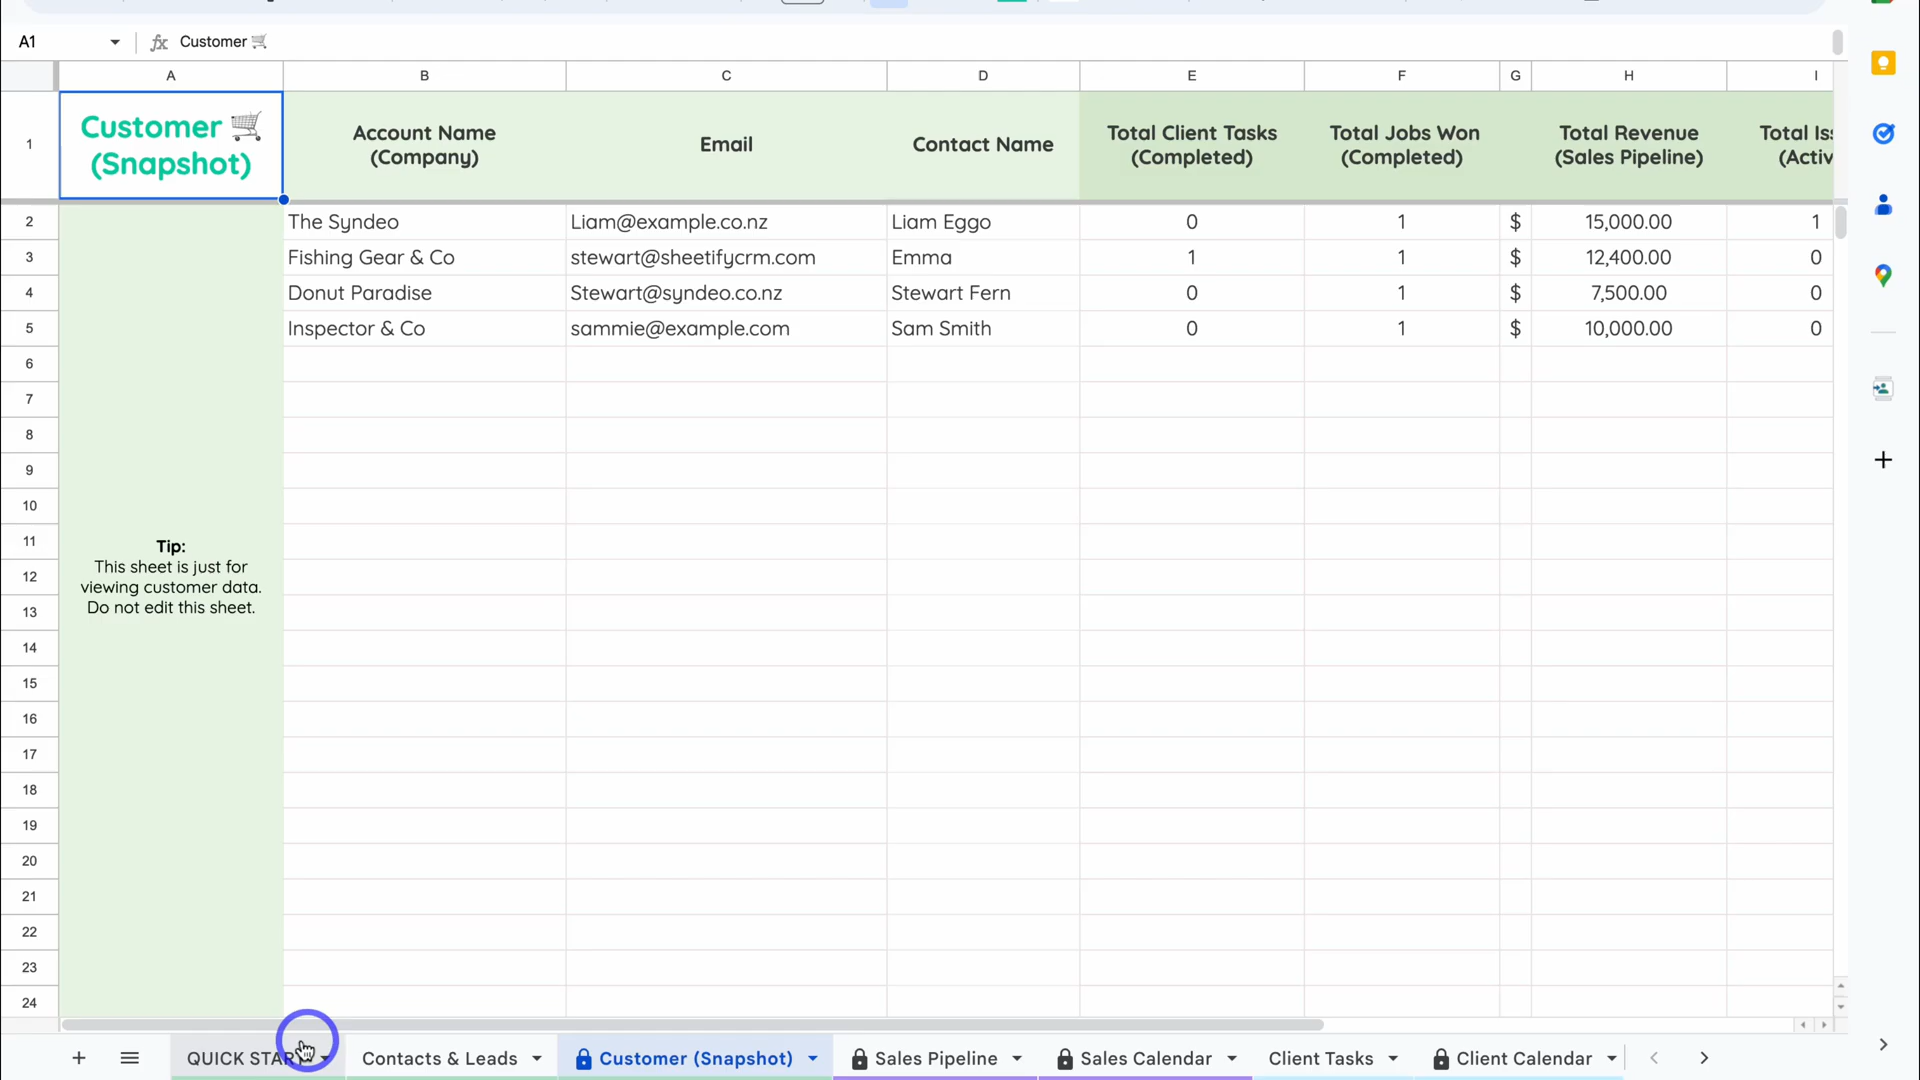 A1
Customer 🛒
A B C D E F G H I
1
Customer 🛒
(Snapshot)
Account Name
(Company)
Email
Contact Name
Total Client Tasks
(Completed)
Total Jobs Won
(Completed)
Total Revenue
(Sales Pipeline)
Total Iss
(Activ
2 The Syndeo Liam@example.co.nz Liam Eggo 0 1 $ 15,000.00 1
3 Fishing Gear & Co stewart@sheetifycrm.com Emma 1 1 $ 12,400.00 0
4 Donut Paradise Stewart@syndeo.co.nz Stewart Fern 0 1 $ 7,500.00 0
5 Inspector & Co sammie@example.com Sam Smith 0 1 $ 10,000.00 0
6
7
8
9
10
11
12
13
14
15
16
17
18
19
20
21
22
23
24
Tip:
This sheet is just for
viewing customer data.
Do not edit this sheet.
QUICK START Contacts & Leads Customer (Snapshot) Sales Pipeline Sales Calendar Client Tasks Client Calendar